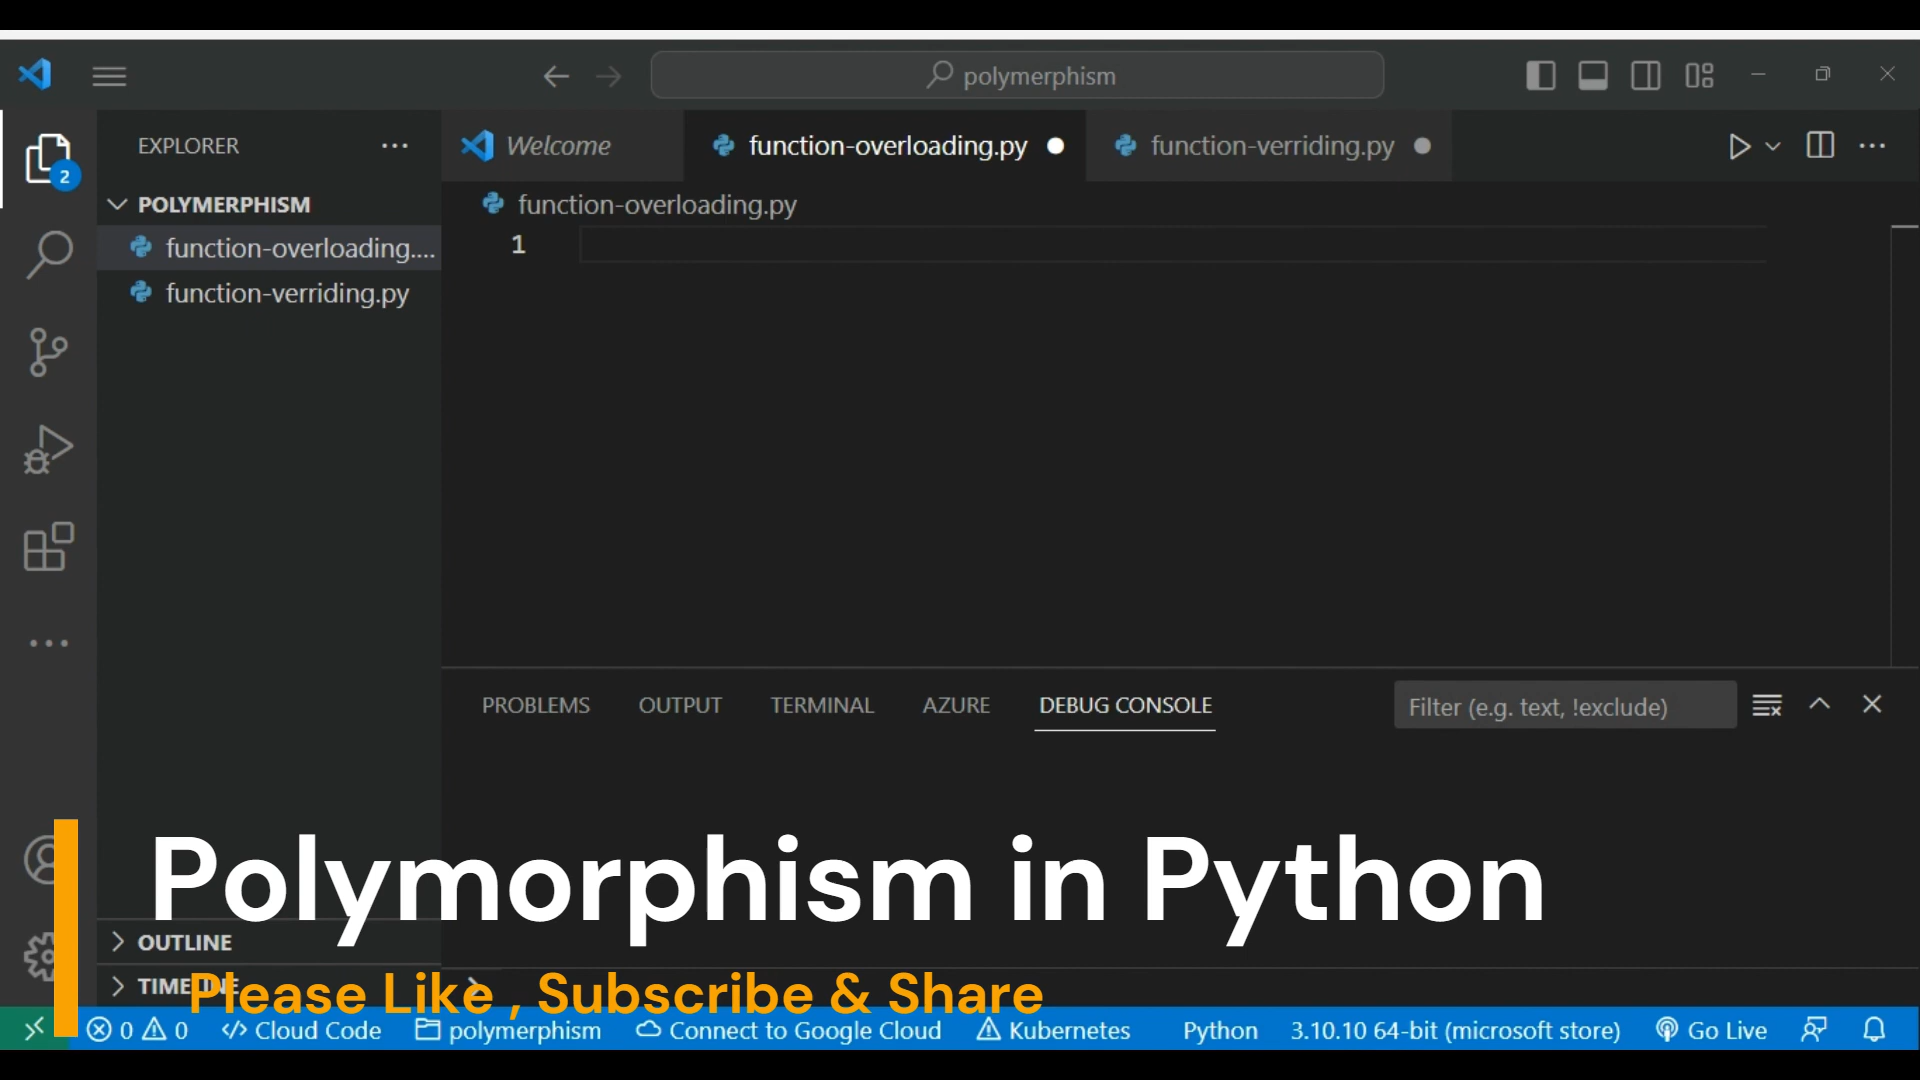 polymerphism
EXPLORER
Welcome
function-overloading.py
function-verriding.py
POLYMERPHISM
function-overloading.py
function-overloading....
1
function-verriding.py
2
PROBLEMS
OUTPUT
TERMINAL
AZURE
DEBUG CONSOLE
Filter (e.g. text, !exclude)
Polymorphism in Python
OUTLINE
TIMELINE
Please Like , Subscribe & Share
0
0
Cloud Code
polymerphism
Connect to Google Cloud
Kubernetes
Python
3.10.10 64-bit (microsoft store)
Go Live